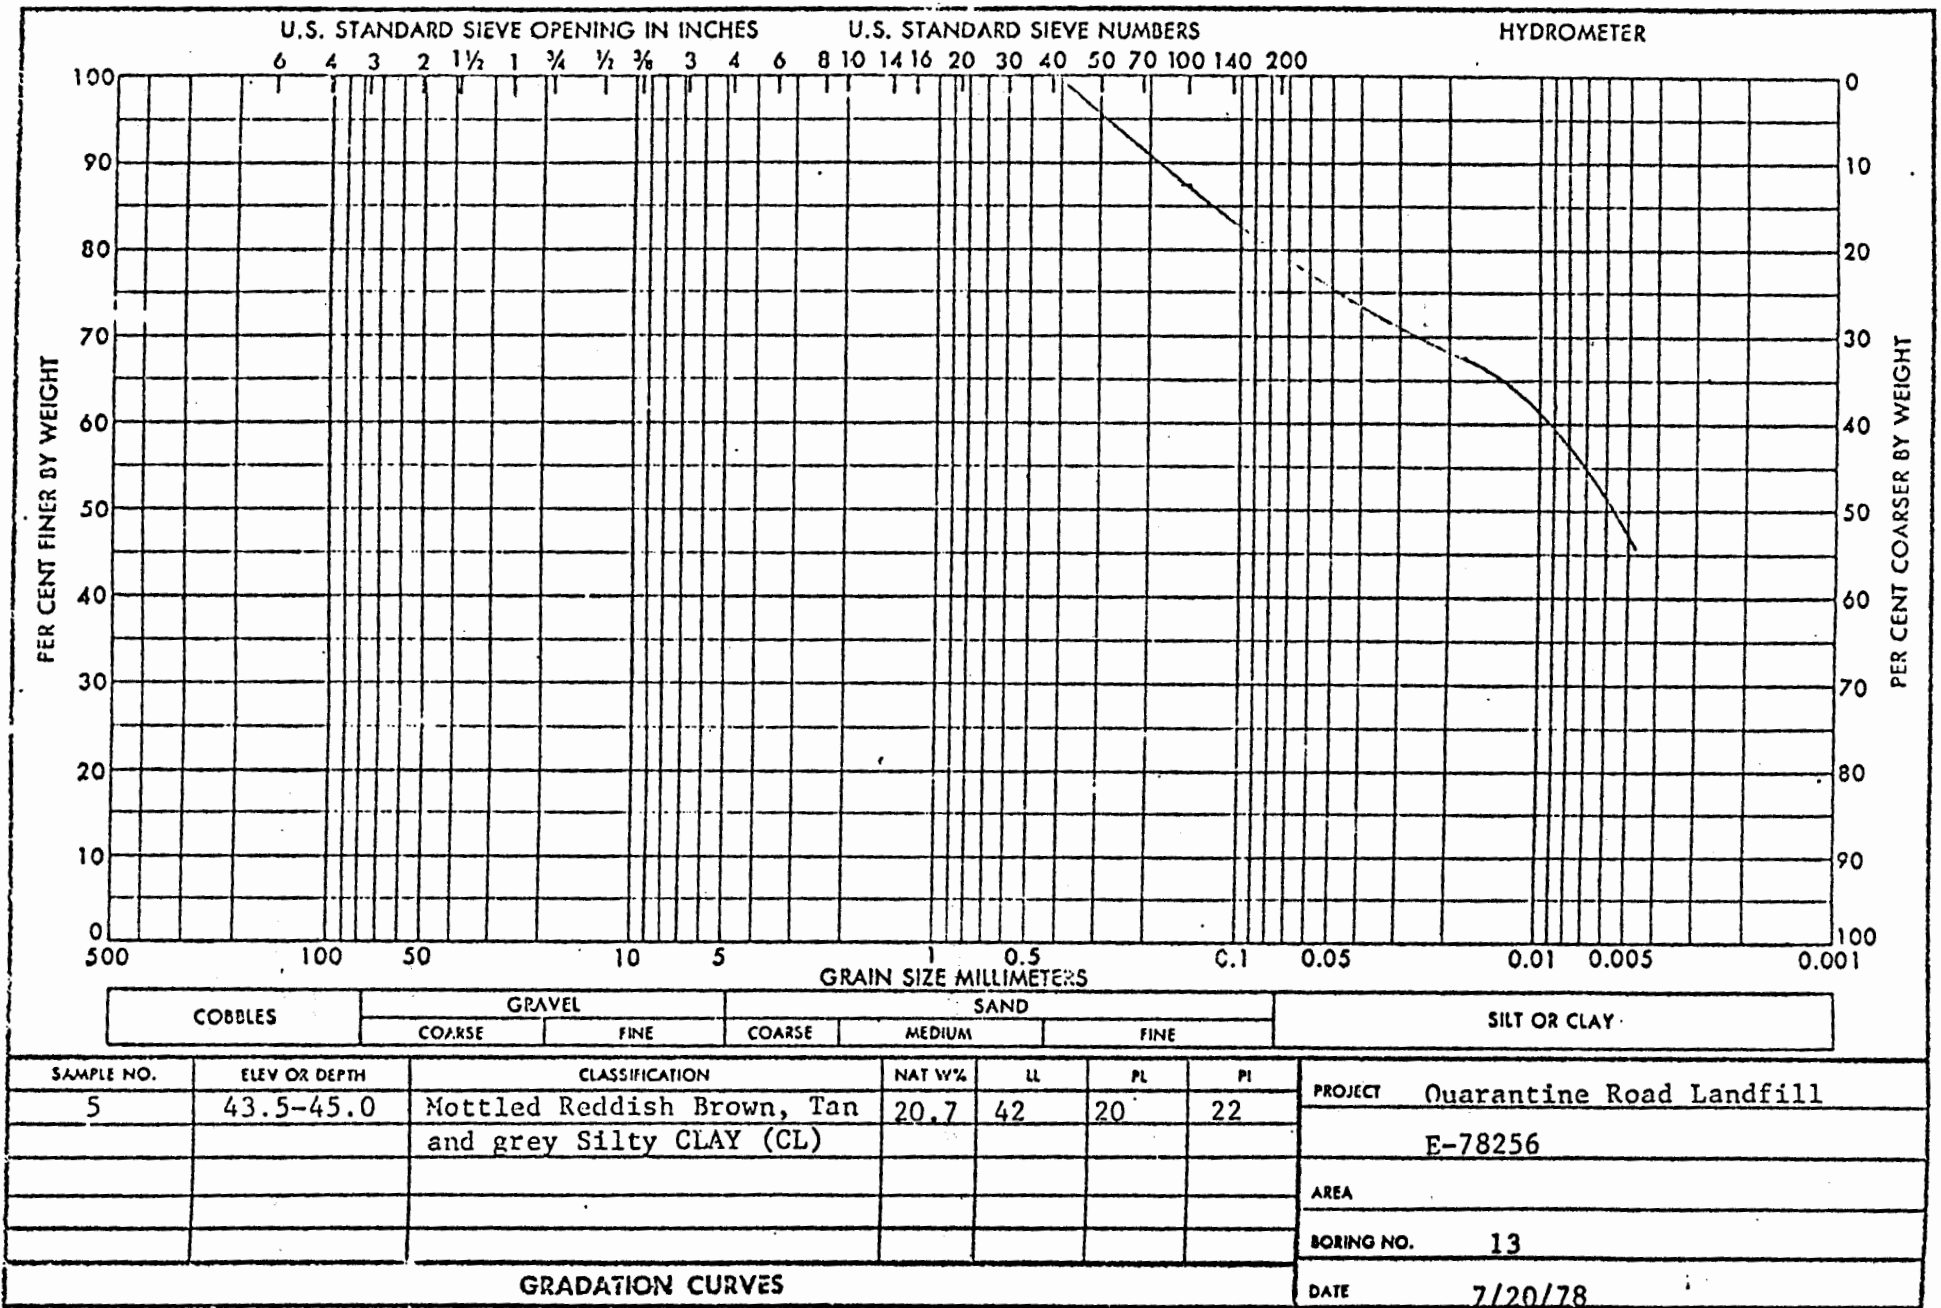 U.S. STANDARD SIEVE OPENING IN INCHES U.S. STANDARD SIEVE NUMBERS HYDROMETER
6 4 3 2 1½ 1 ¾ ½ ⅜ 3 4 6 8 10 14 16 20 30 40 50 70 100 140 200
100 0
90 10
80 20
70 30
60 40
50 50
40 60
30 70
20 80
10 90
0 100
PER CENT FINER BY WEIGHT
PER CENT COARSER BY WEIGHT
500 100 50 10 5 1 0.5 0.1 0.05 0.01 0.005 0.001
GRAIN SIZE MILLIMETERS
COBBLES GRAVEL SAND SILT OR CLAY
COARSE FINE COARSE MEDIUM FINE
SAMPLE NO. ELEV OR DEPTH CLASSIFICATION NAT W% LL PL PI
5 43.5-45.0 Mottled Reddish Brown, Tan 20.7 42 20 22
and grey Silty CLAY (CL)
PROJECT Quarantine Road Landfill
E-78256
AREA
BORING NO. 13
DATE 7/20/78
GRADATION CURVES